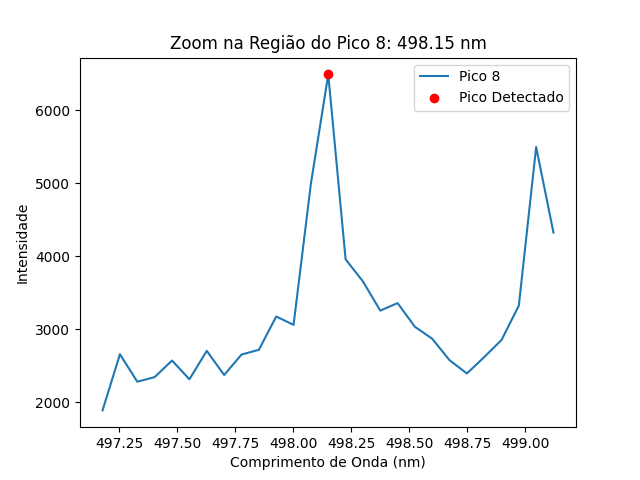 Zoom na Região do Pico 8: 498.15 nm
Pico 8
Pico Detectado
Intensidade
6000
5000
4000
3000
2000
497.25 497.50 497.75 498.00 498.25 498.50 498.75 499.00
Comprimento de Onda (nm)